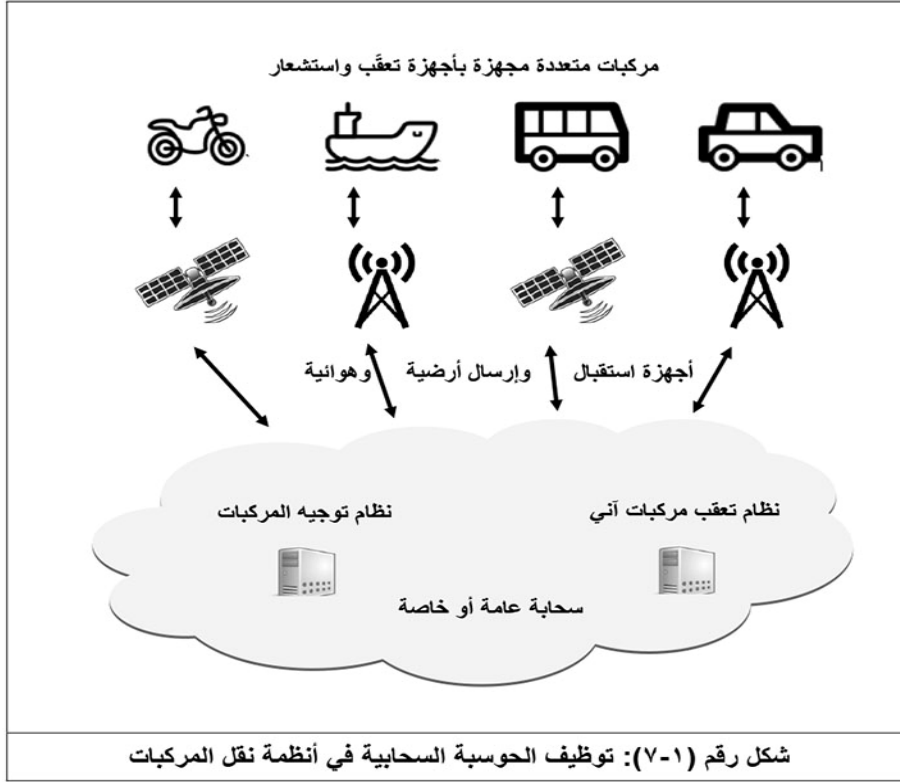 مركبات متعددة مجهزة بأجهزة تعقّب واستشعار
أجهزة استقبال وإرسال أرضية وهوائية
نظام تعقب مركبات آني
نظام توجيه المركبات
سحابة عامة أو خاصة
شكل رقم (١-٧): توظيف الحوسبة السحابية في أنظمة نقل المركبات